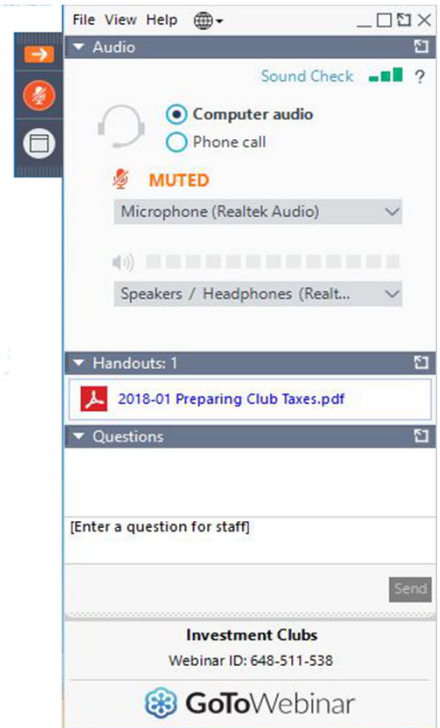 File View Help
Audio
Sound Check ?
Computer audio
Phone call
MUTED
Microphone (Realtek Audio)
Speakers / Headphones (Realt...
Handouts: 1
2018-01 Preparing Club Taxes.pdf
Questions
[Enter a question for staff]
Send
Investment Clubs
Webinar ID: 648-511-538
GoToWebinar